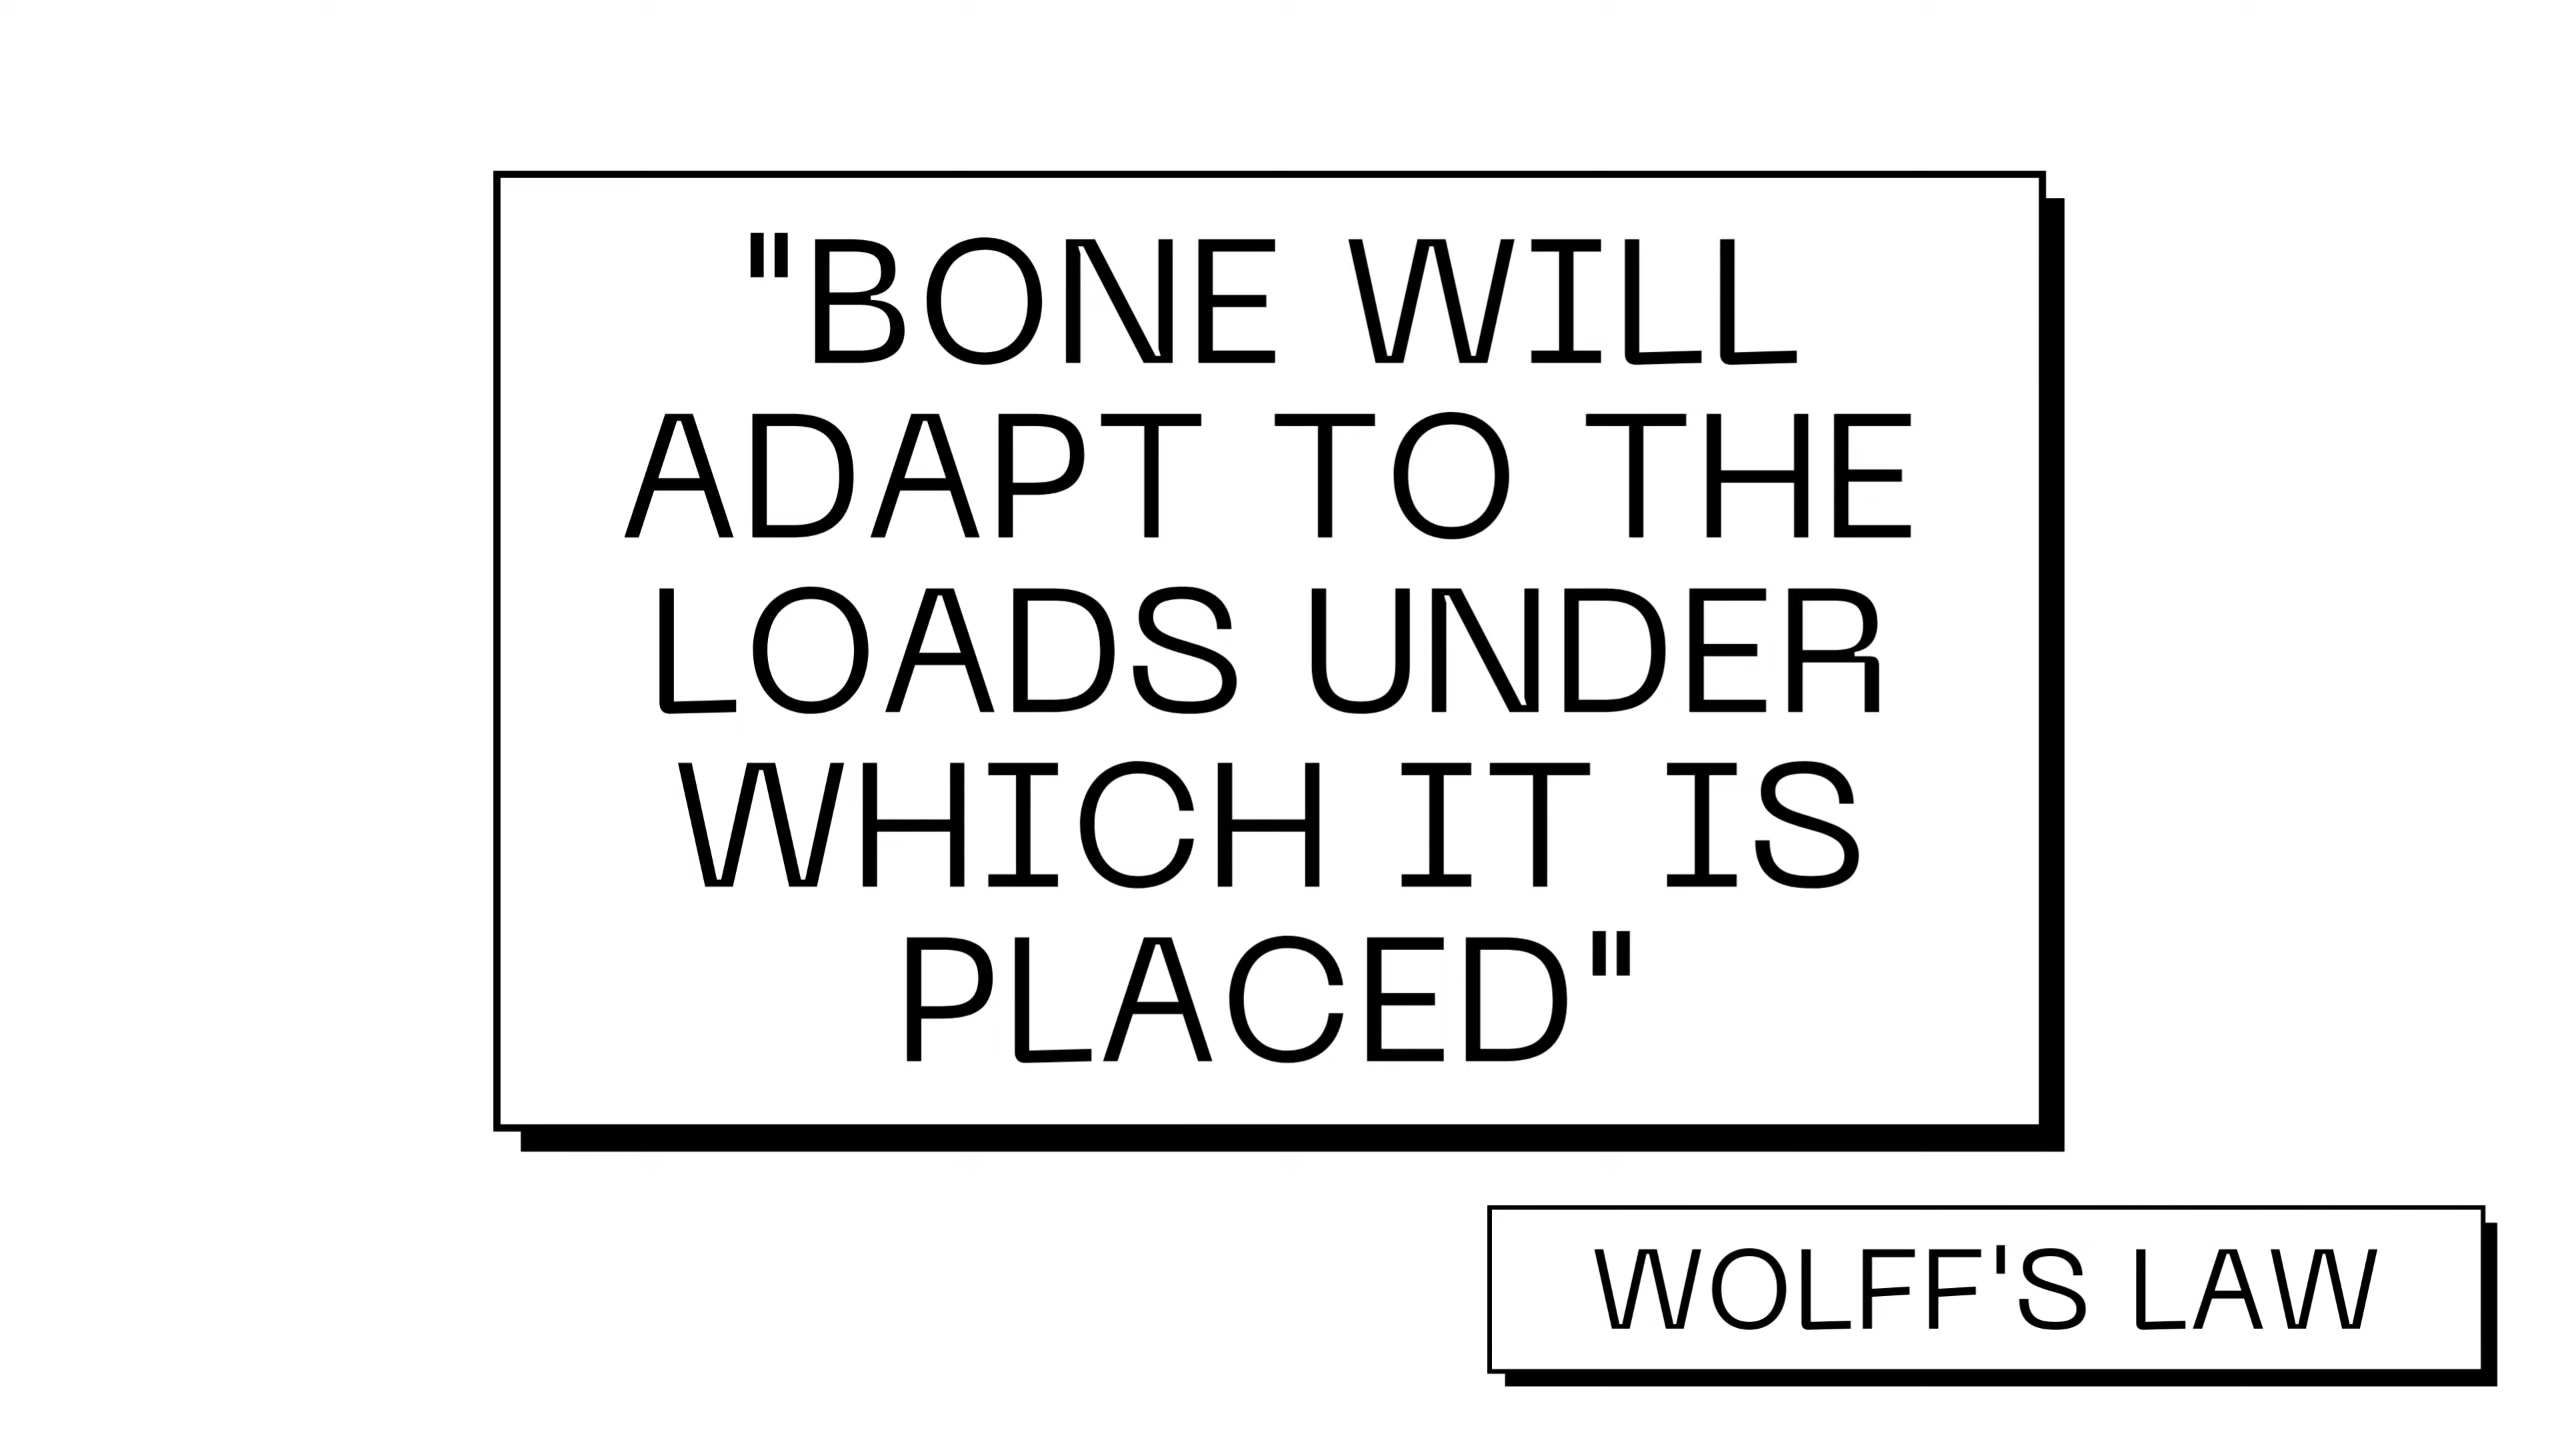 "BONE WILL
ADAPT TO THE
LOADS UNDER
WHICH IT IS
PLACED"
WOLFF'S LAW